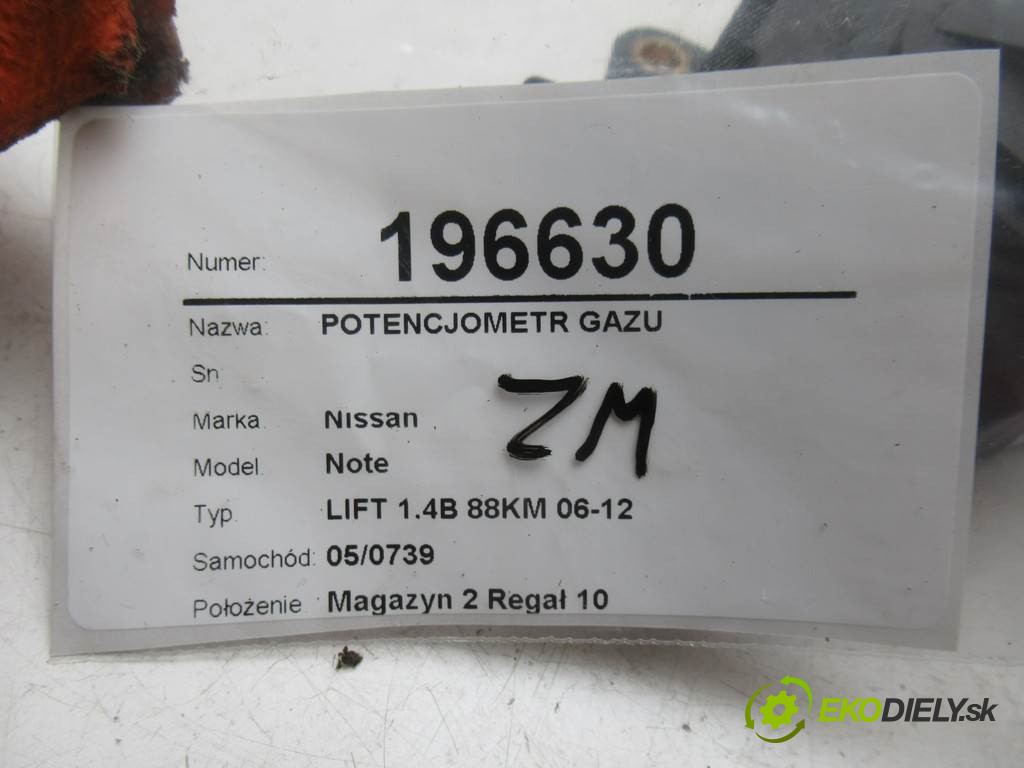 Numer: 196630
Nazwa: POTENCJOMETR GAZU
Sn
Marka Nissan
ZM
Model Note
Typ LIFT 1.4B 88KM 06-12
Samochód: 05/0739
Położenie Magazyn 2 Regał 10
EKODIELY.sk